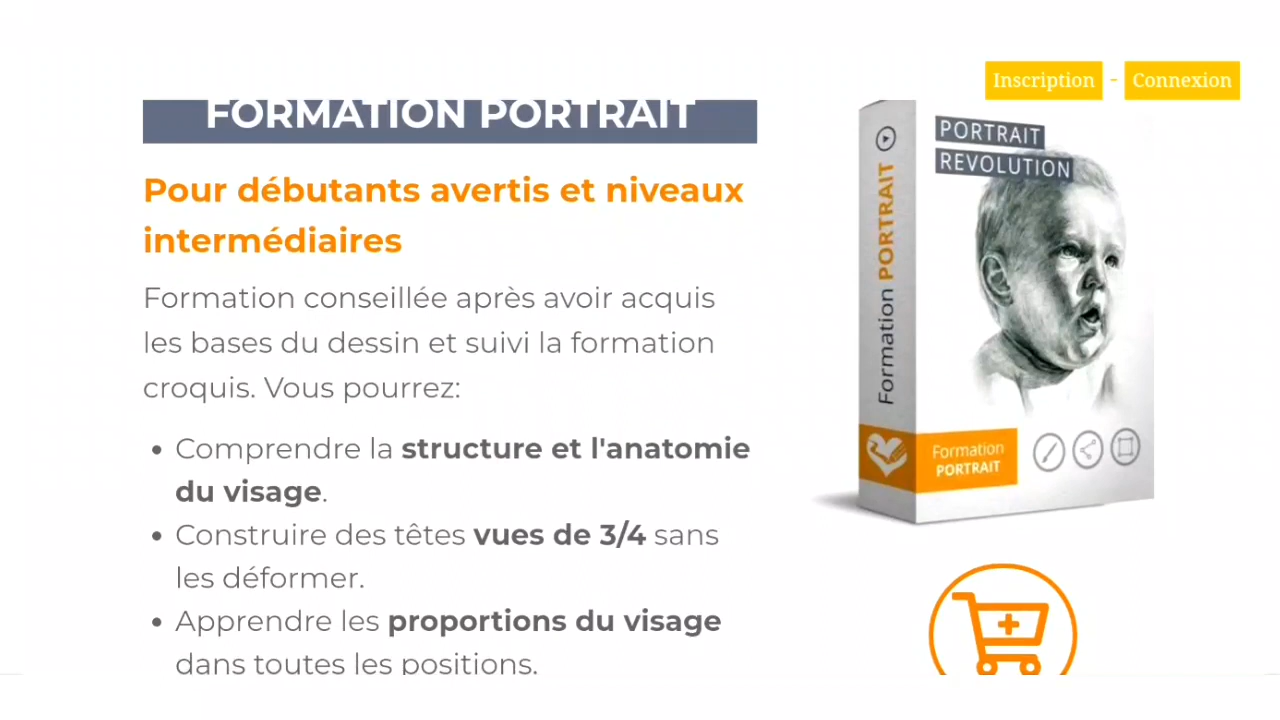 Inscription - Connexion
FORMATION PORTRAIT
Pour débutants avertis et niveaux
intermédiaires
Formation conseillée après avoir acquis
les bases du dessin et suivi la formation
croquis. Vous pourrez:
• Comprendre la structure et l'anatomie
du visage.
• Construire des têtes vues de 3/4 sans
les déformer.
• Apprendre les proportions du visage
dans toutes les positions.
PORTRAIT
REVOLUTION
Formation PORTRAIT
Formation
PORTRAIT